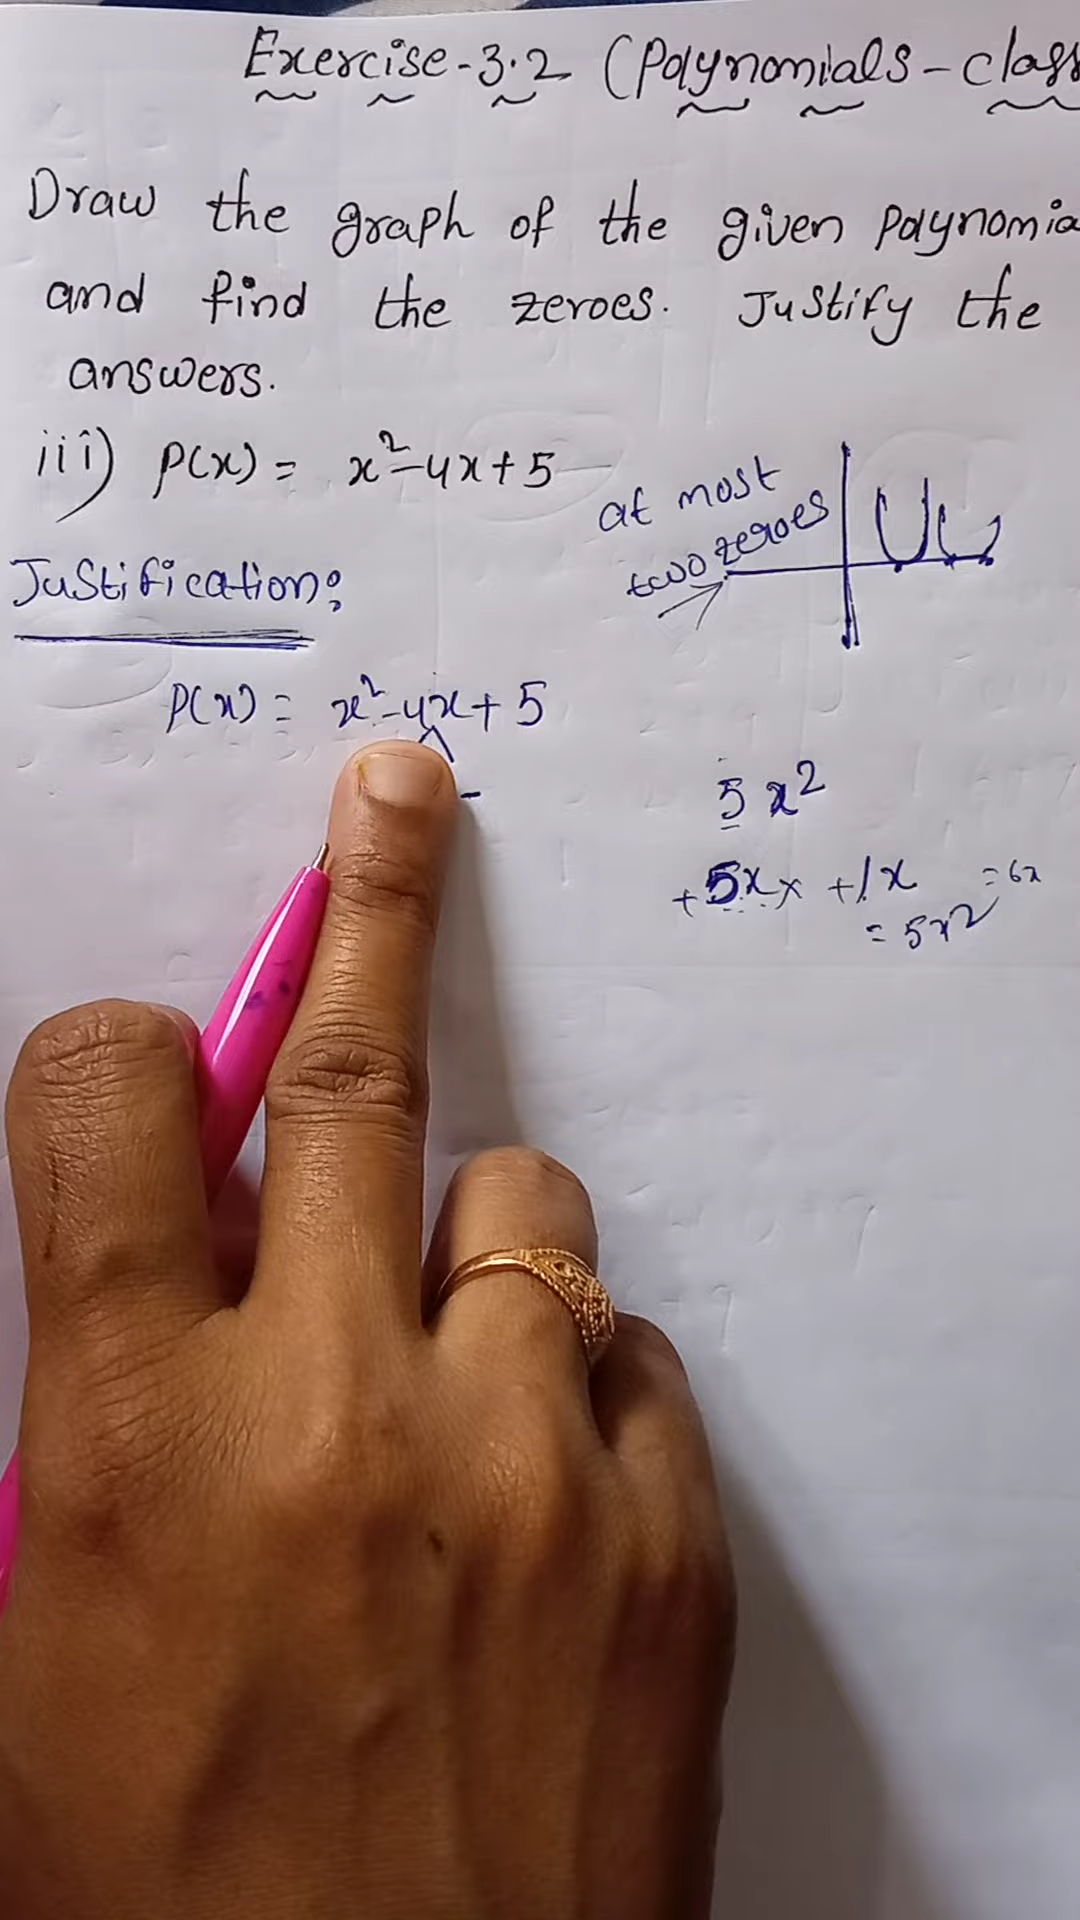 Exercise-3.2 (Polynomials-class
Draw the graph of the given polynomia
and find the zeroes. Justify the
answers.
iii) P(x) = x²-4x+5
at most
two zeroes
Justification:
P(x) = x²-4x+5
5x²
+5x x +1x =6x
= 5x²